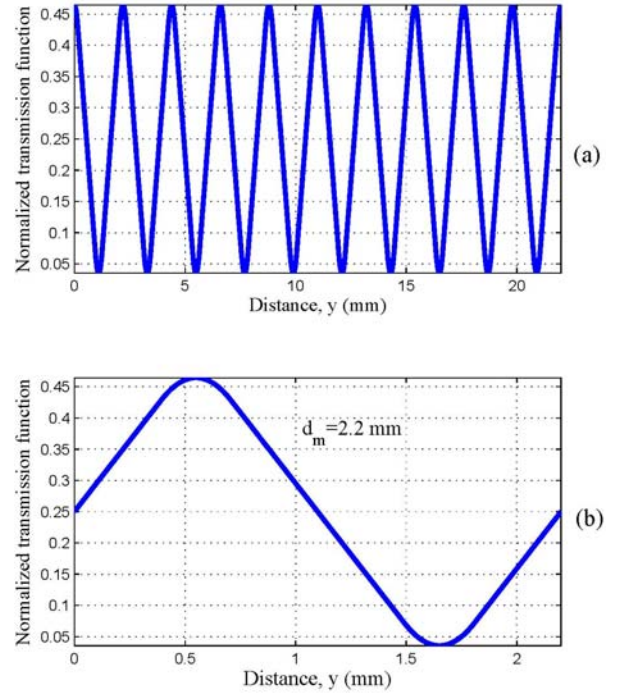 Normalized transmission function
0.45
0.4
0.35
0.3
0.25
0.2
0.15
0.1
0.05
0 5 10 15 20
Distance, y (mm)
(a)
Normalized transmission function
0.45
0.4
0.35
0.3
0.25
0.2
0.15
0.1
0.05
d_m=2.2 mm
0 0.5 1 1.5 2
Distance, y (mm)
(b)